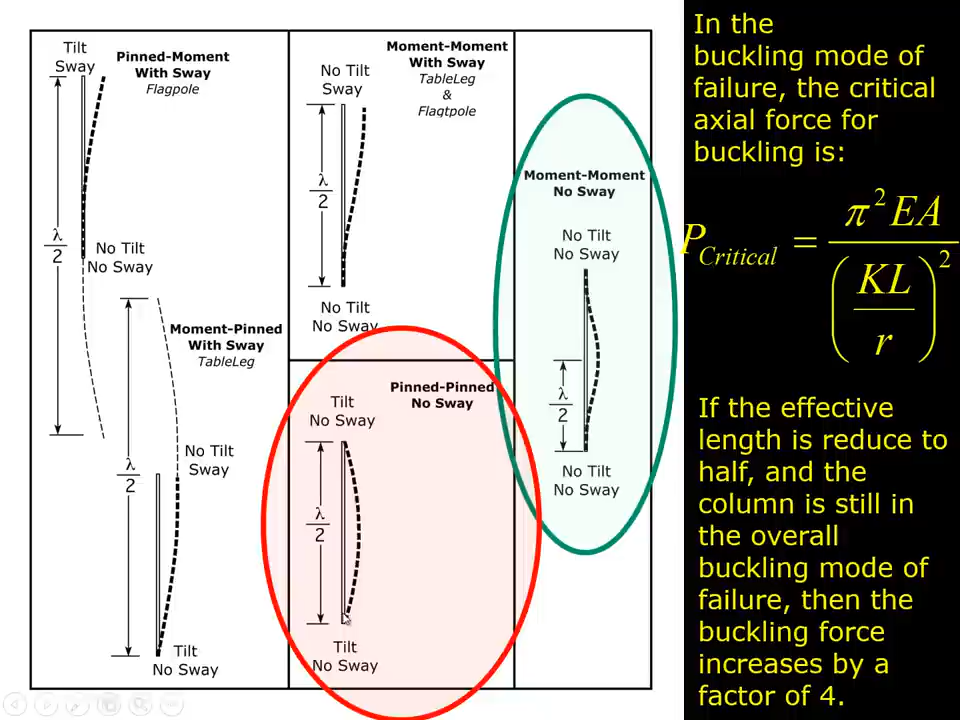 Tilt
Sway
Pinned-Moment
With Sway
Flagpole
λ
2
No Tilt
No Sway
Moment-Pinned
With Sway
TableLeg
No Tilt
Sway
λ
2
Tilt
No Sway
Moment-Moment
With Sway
TableLeg
&
Flagtpole
No Tilt
Sway
λ
2
No Tilt
No Sway
Pinned-Pinned
No Sway
Tilt
No Sway
λ
2
Tilt
No Sway
Moment-Moment
No Sway
No Tilt
No Sway
λ
2
No Tilt
No Sway
In the
buckling mode of
failure, the critical
axial force for
buckling is:
P_Critical = π²EA / (KL / r)²
If the effective
length is reduce to
half, and the
column is still in
the overall
buckling mode of
failure, then the
buckling force
increases by a
factor of 4.